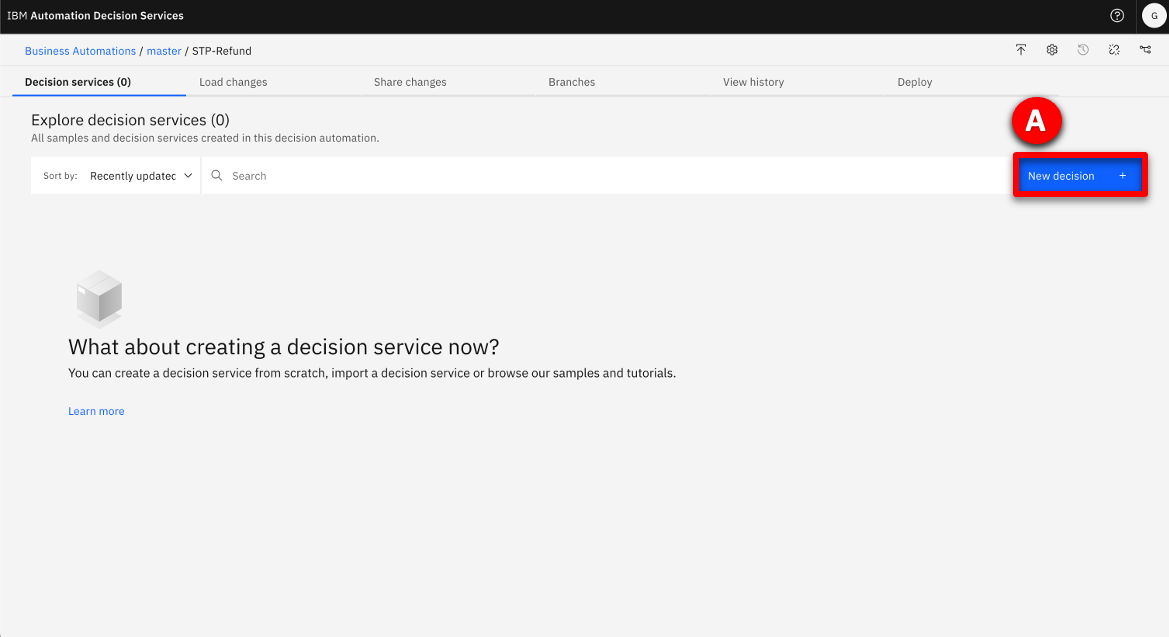 IBM Automation Decision Services
G
Business Automations / master / STP-Refund
Decision services (0)
Load changes
Share changes
Branches
View history
Deploy
Explore decision services (0)
All samples and decision services created in this decision automation.
A
Sort by: Recently updated
Search
New decision +
What about creating a decision service now?
You can create a decision service from scratch, import a decision service or browse our samples and tutorials.
Learn more